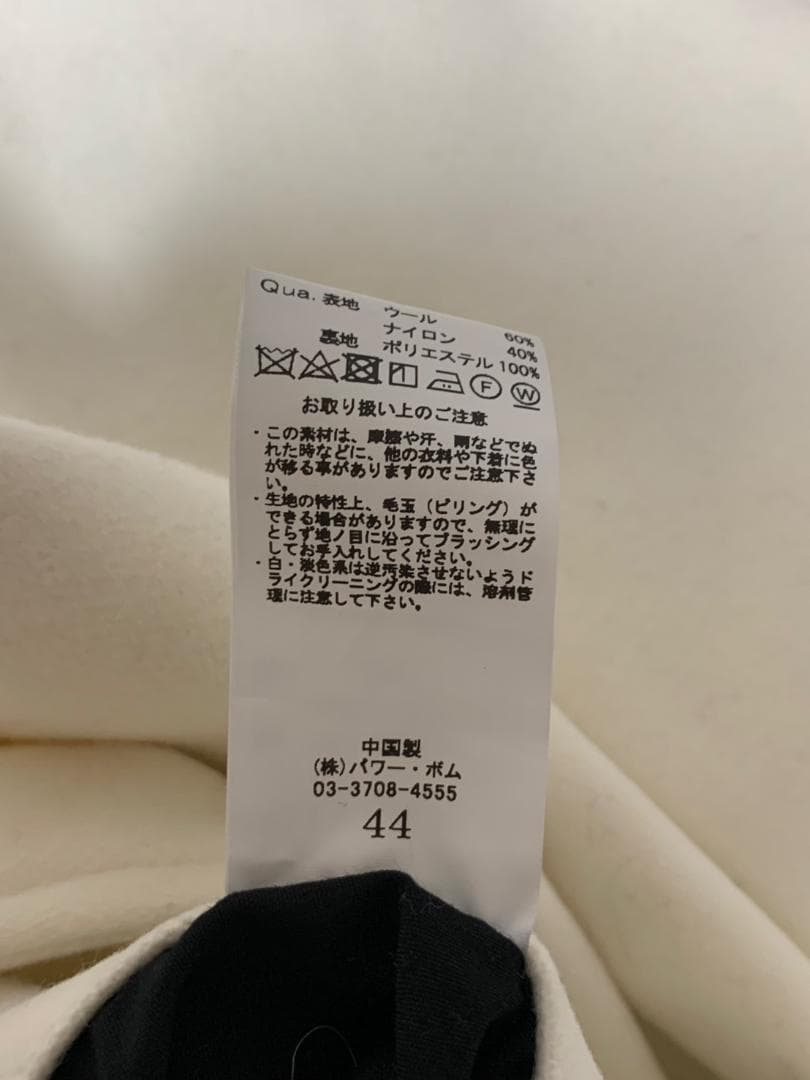 Qua. 表地 ウール 60%
ナイロン 40%
裏地 ポリエステル 100%
F W
お取り扱い上のご注意
・この素材は、摩擦や汗、雨などでぬ
れた時などに、他の衣料や下着に色
が移る事がありますのでご注意下さ
い。
・生地の特性上、毛玉（ピリング）が
できる場合がありますので、無理に
とらず地ノ目に沿ってブラッシング
してお手入れしてください。
・白・淡色系は逆汚染させないようド
ライクリーニングの際には、溶剤管
理に注意して下さい。
中国製
(株)パワー・ボム
03-3708-4555
44